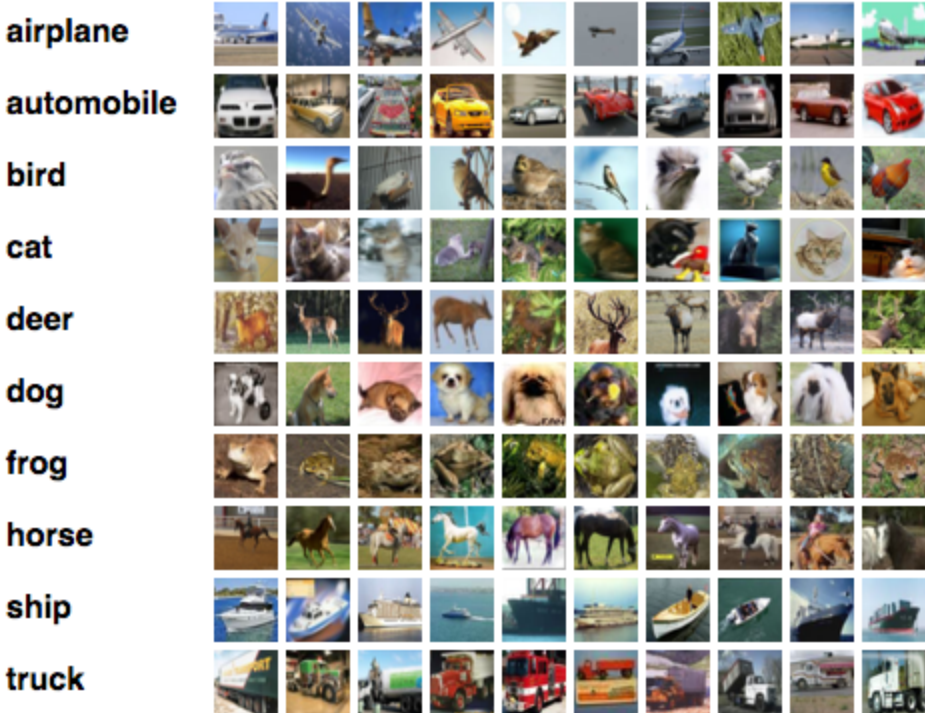 airplane
automobile
bird
cat
deer
dog
frog
horse
ship
truck